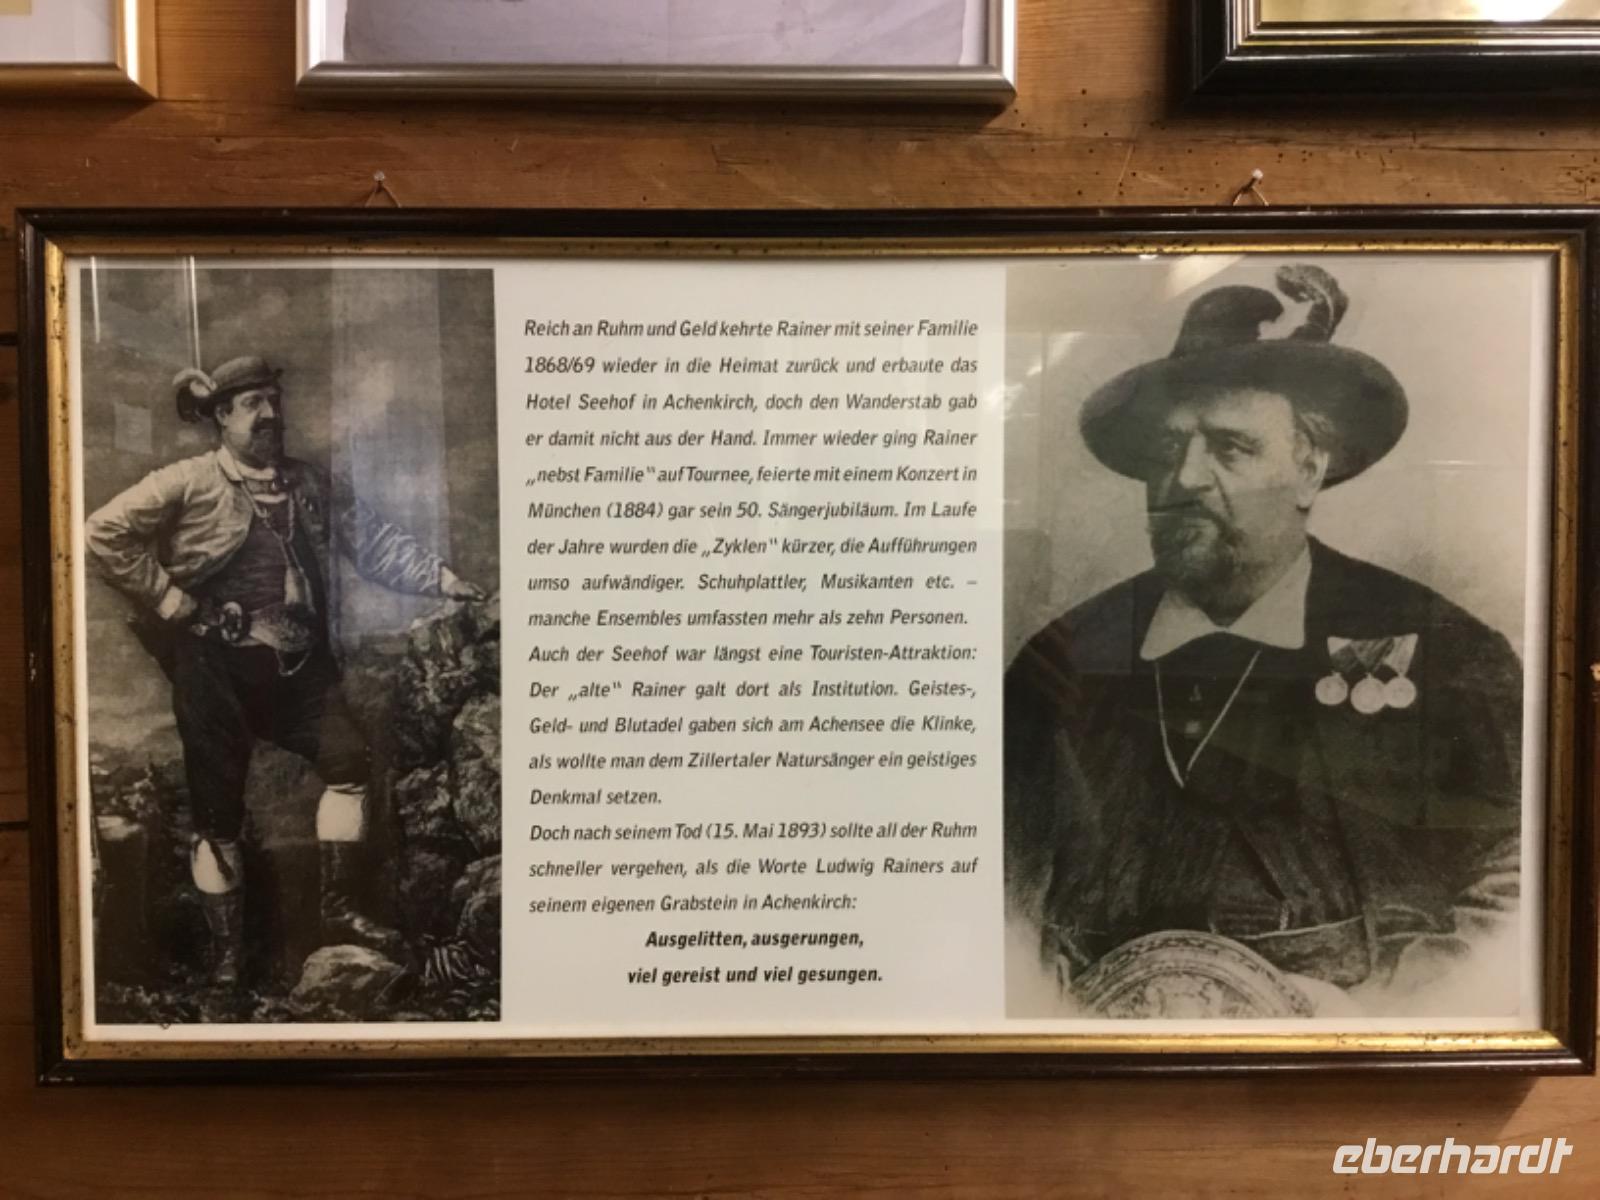 Reich an Ruhm und Geld kehrte Rainer mit seiner Familie
1868/69 wieder in die Heimat zurück und erbaute das
Hotel Seehof in Achenkirch, doch den Wanderstab gab
er damit nicht aus der Hand. Immer wieder ging Rainer
„nebst Familie“ auf Tournee, feierte mit einem Konzert in
München (1884) gar sein 50. Sängerjubiläum. Im Laufe
der Jahre wurden die „Zyklen“ kürzer, die Aufführungen
umso aufwändiger. Schuhplattler, Musikanten etc. –
manche Ensembles umfassten mehr als zehn Personen.
Auch der Seehof war längst eine Touristen-Attraktion:
Der „alte“ Rainer galt dort als Institution. Geistes-,
Geld- und Blutadel gaben sich am Achensee die Klinke,
als wollte man dem Zillertaler Natursänger ein geistiges
Denkmal setzen.
Doch nach seinem Tod (15. Mai 1893) sollte all der Ruhm
schneller vergehen, als die Worte Ludwig Rainers auf
seinem eigenen Grabstein in Achenkirch:
Ausgelitten, ausgerungen,
viel gereist und viel gesungen.
eberhardt